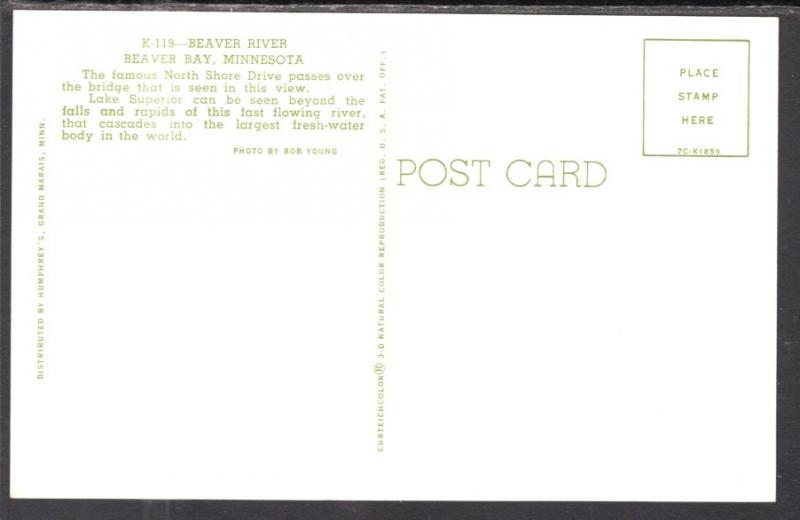 K-119—BEAVER RIVER
BEAVER BAY, MINNESOTA
The famous North Shore Drive passes over
the bridge that is seen in this view.
Lake Superior can be seen beyond the
falls and rapids of this fast flowing river,
that cascades into the largest fresh-water
body in the world.
PHOTO BY BOB YOUNG
DISTRIBUTED BY HUMPHREY'S, GRAND MARAIS, MINN.
CURTEICHCOLOR® 3-D NATURAL COLOR REPRODUCTION (REG. U. S. A. PAT. OFF.)
POST CARD
PLACE
STAMP
HERE
7C-K1859